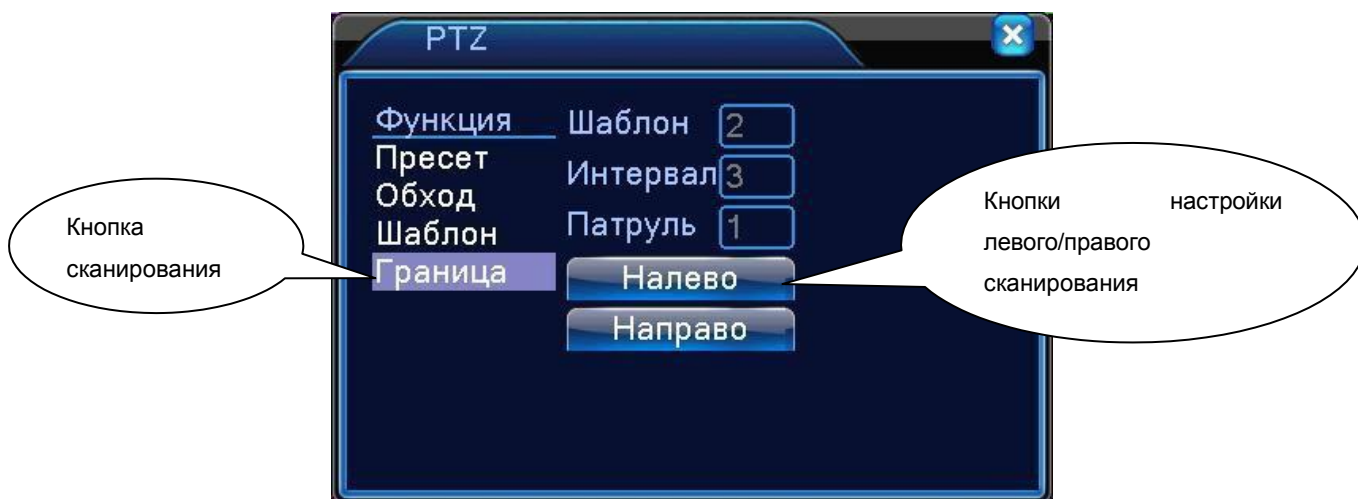 PTZ
Функция
Пресет
Обход
Шаблон
Граница
Шаблон 2
Интервал 3
Патруль 1
Налево
Направо
Кнопка
сканирования
Кнопки настройки
левого/правого
сканирования